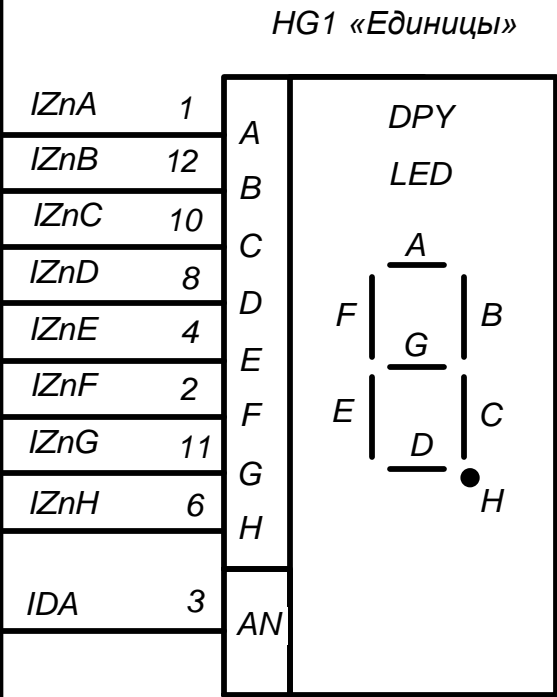 HG1 «Единицы»
IZnA 1 A
IZnB 12 B
IZnC 10 C
IZnD 8 D
IZnE 4 E
IZnF 2 F
IZnG 11 G
IZnH 6 H
IDA 3 AN
DPY
LED
A
F B
G
E C
D
H